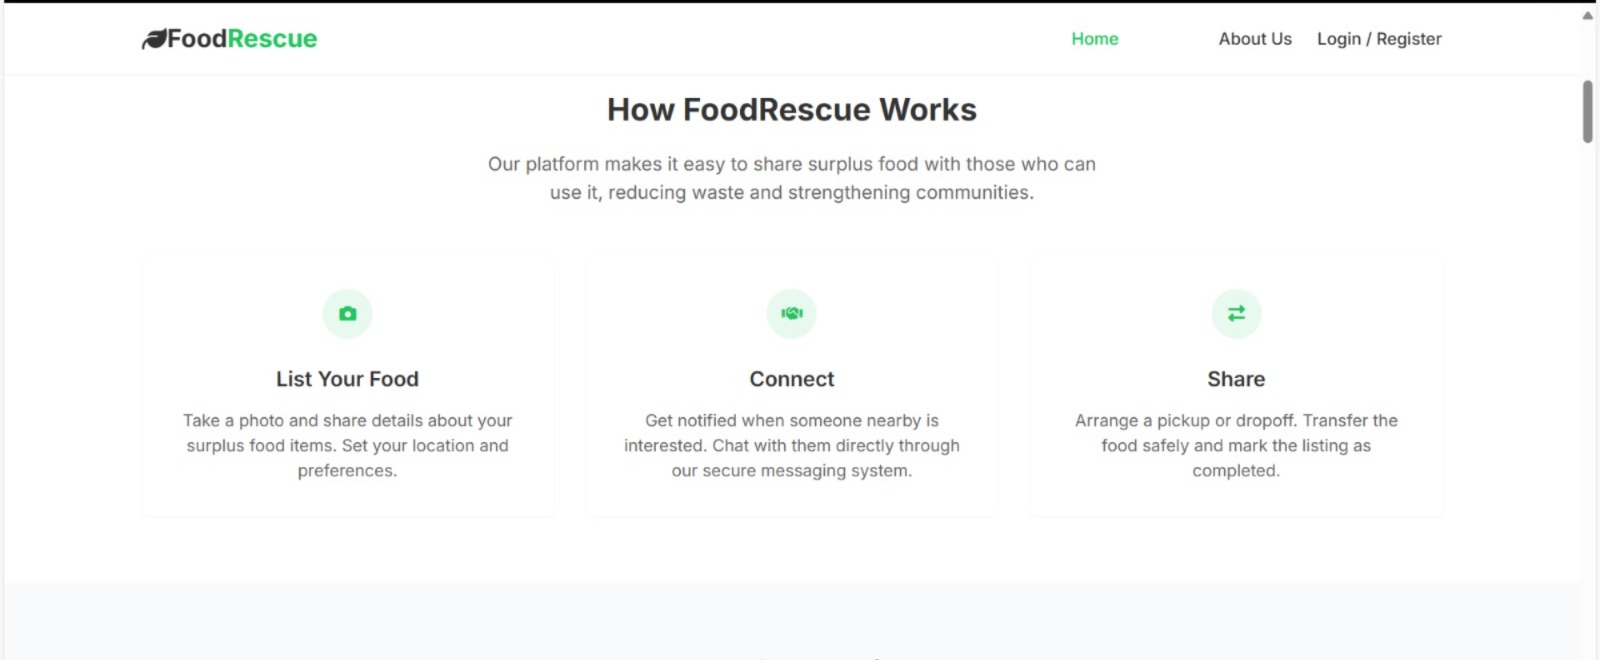 FoodRescue
Home
About Us
Login / Register
How FoodRescue Works
Our platform makes it easy to share surplus food with those who can
use it, reducing waste and strengthening communities.
List Your Food
Take a photo and share details about your
surplus food items. Set your location and
preferences.
Connect
Get notified when someone nearby is
interested. Chat with them directly through
our secure messaging system.
Share
Arrange a pickup or dropoff. Transfer the
food safely and mark the listing as
completed.